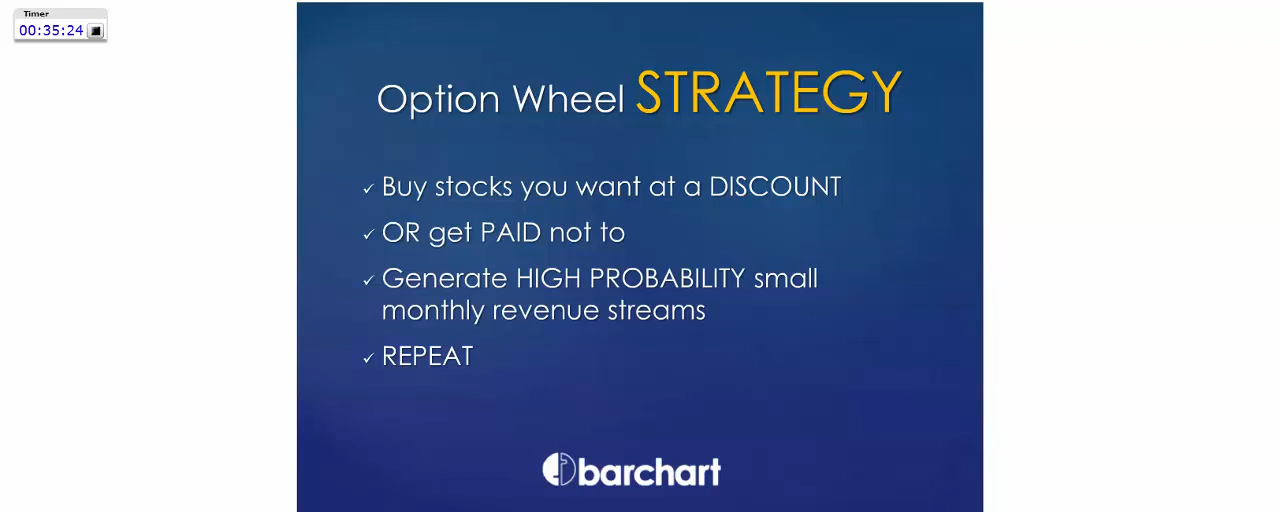 Timer
00:35:24
Option Wheel STRATEGY
✓ Buy stocks you want at a DISCOUNT
✓ OR get PAID not to
✓ Generate HIGH PROBABILITY small
monthly revenue streams
✓ REPEAT
barchart